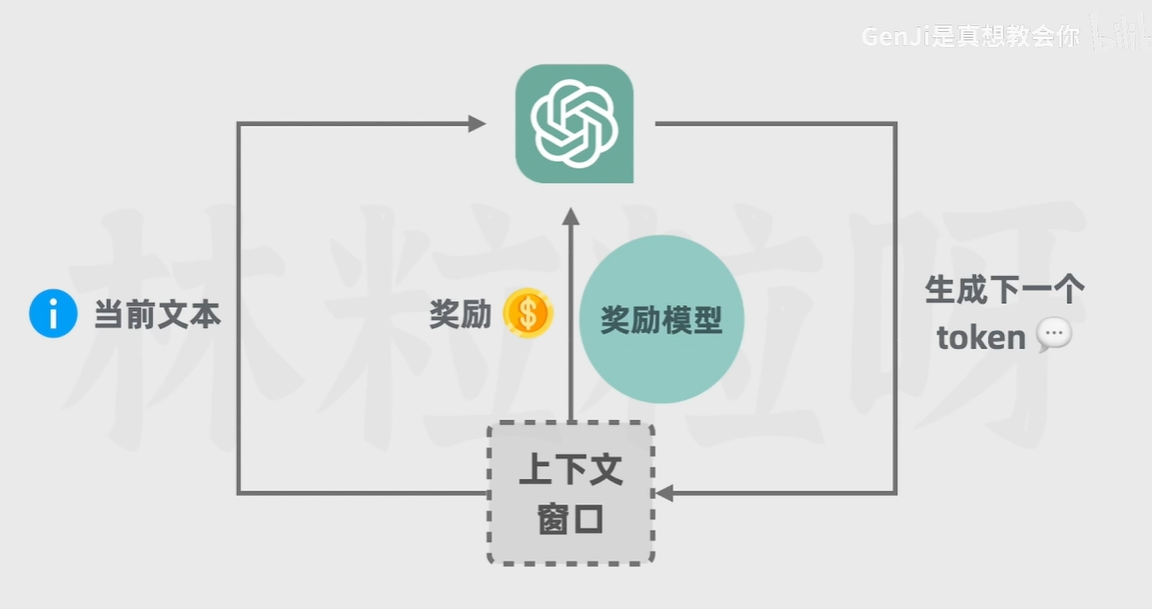 GenJi是真想教会你 bilibili
林粒粒呀
当前文本
奖励
奖励模型
生成下一个
token
上下文
窗口